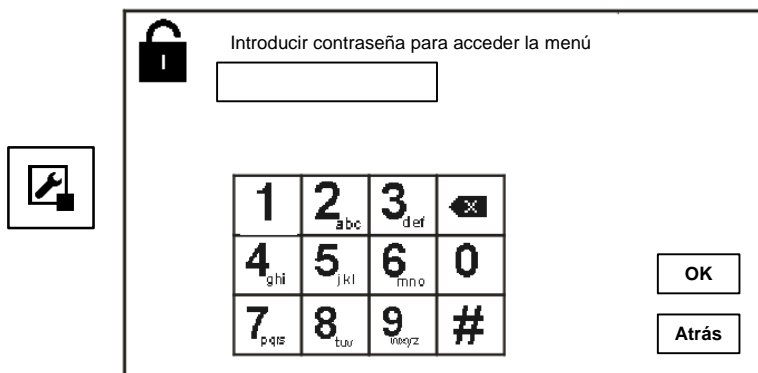 Introducir contraseña para acceder la menú
1 2 abc 3 def
4 ghi 5 jkl 6 mno 0
7 pqrs 8 tuv 9 wxyz #
OK
Atrás